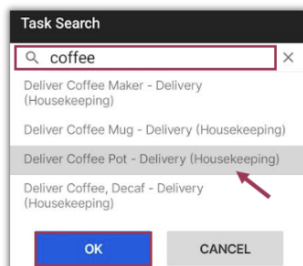 Task Search
coffee
Deliver Coffee Maker - Delivery
(Housekeeping)
Deliver Coffee Mug - Delivery (Housekeeping)
Deliver Coffee Pot - Delivery (Housekeeping)
Deliver Coffee, Decaf - Delivery
(Housekeeping)
OK CANCEL